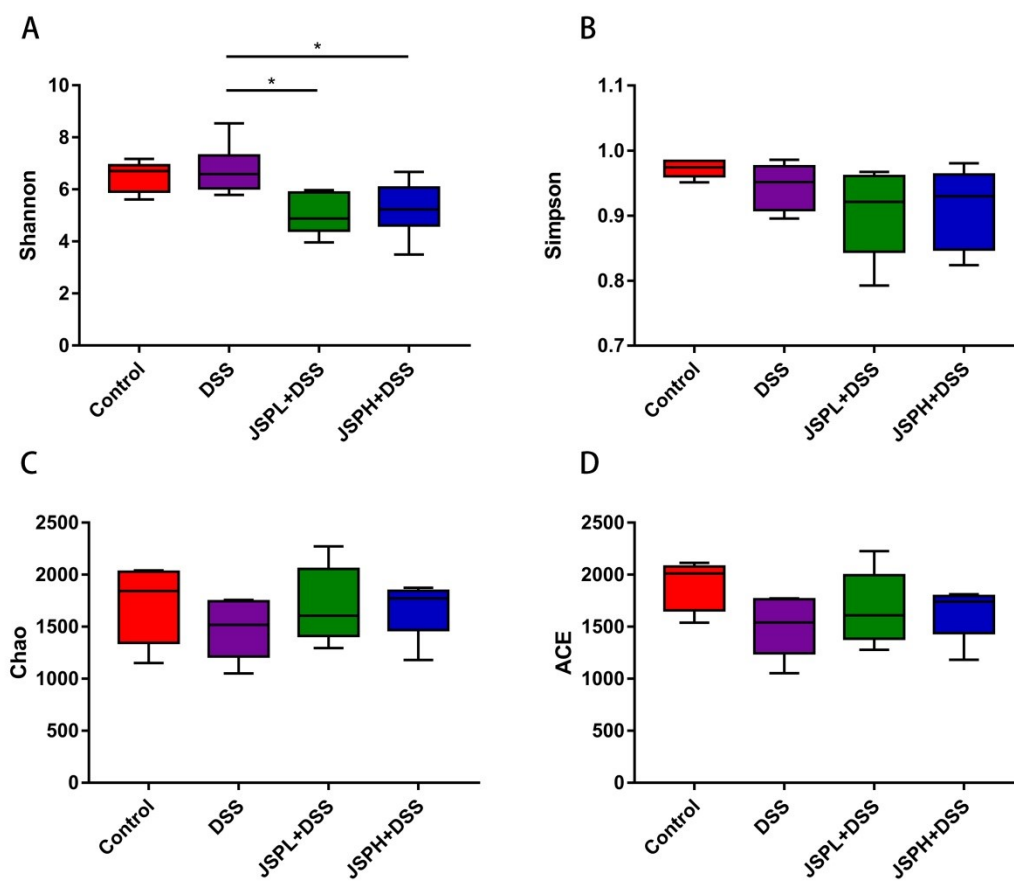 A
*
*
Shannon
10
8
6
4
2
0
Control
DSS
JSPL+DSS
JSPH+DSS
B
Simpson
1.1
1.0
0.9
0.8
0.7
Control
DSS
JSPL+DSS
JSPH+DSS
C
Chao
2500
2000
1500
1000
500
0
Control
DSS
JSPL+DSS
JSPH+DSS
D
ACE
2500
2000
1500
1000
500
0
Control
DSS
JSPL+DSS
JSPH+DSS